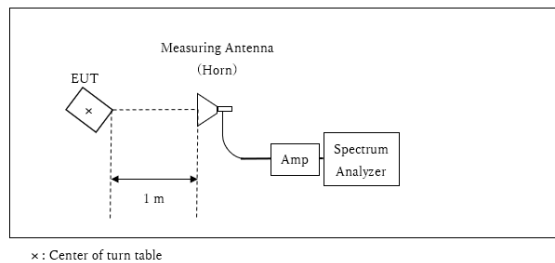 Measuring Antenna
(Horn)
EUT
×
Amp
Spectrum
Analyzer
1 m
× : Center of turn table